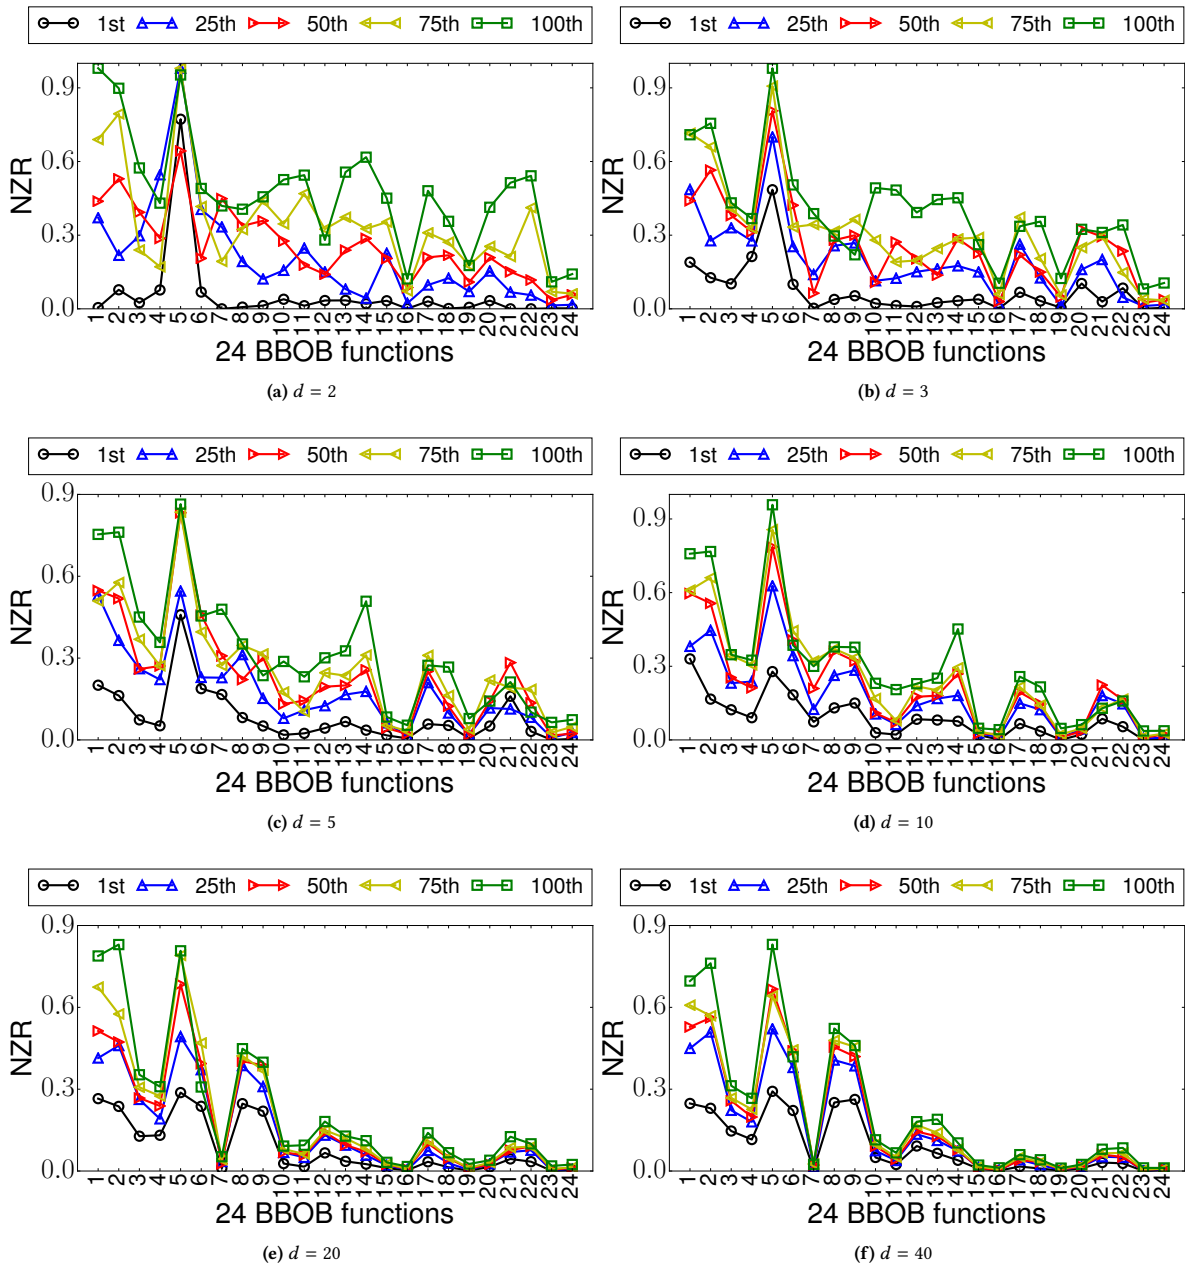 1st 25th 50th 75th 100th
0.9
0.6
0.3
0.0
NZR
1 2 3 4 5 6 7 8 9 10 11 12 13 14 15 16 17 18 19 20 21 22 23 24
24 BBOB functions
(a) d = 2
1st 25th 50th 75th 100th
0.9
0.6
0.3
0.0
NZR
1 2 3 4 5 6 7 8 9 10 11 12 13 14 15 16 17 18 19 20 21 22 23 24
24 BBOB functions
(b) d = 3
1st 25th 50th 75th 100th
0.9
0.6
0.3
0.0
NZR
1 2 3 4 5 6 7 8 9 10 11 12 13 14 15 16 17 18 19 20 21 22 23 24
24 BBOB functions
(c) d = 5
1st 25th 50th 75th 100th
0.9
0.6
0.3
0.0
NZR
1 2 3 4 5 6 7 8 9 10 11 12 13 14 15 16 17 18 19 20 21 22 23 24
24 BBOB functions
(d) d = 10
1st 25th 50th 75th 100th
0.9
0.6
0.3
0.0
NZR
1 2 3 4 5 6 7 8 9 10 11 12 13 14 15 16 17 18 19 20 21 22 23 24
24 BBOB functions
(e) d = 20
1st 25th 50th 75th 100th
0.9
0.6
0.3
0.0
NZR
1 2 3 4 5 6 7 8 9 10 11 12 13 14 15 16 17 18 19 20 21 22 23 24
24 BBOB functions
(f) d = 40